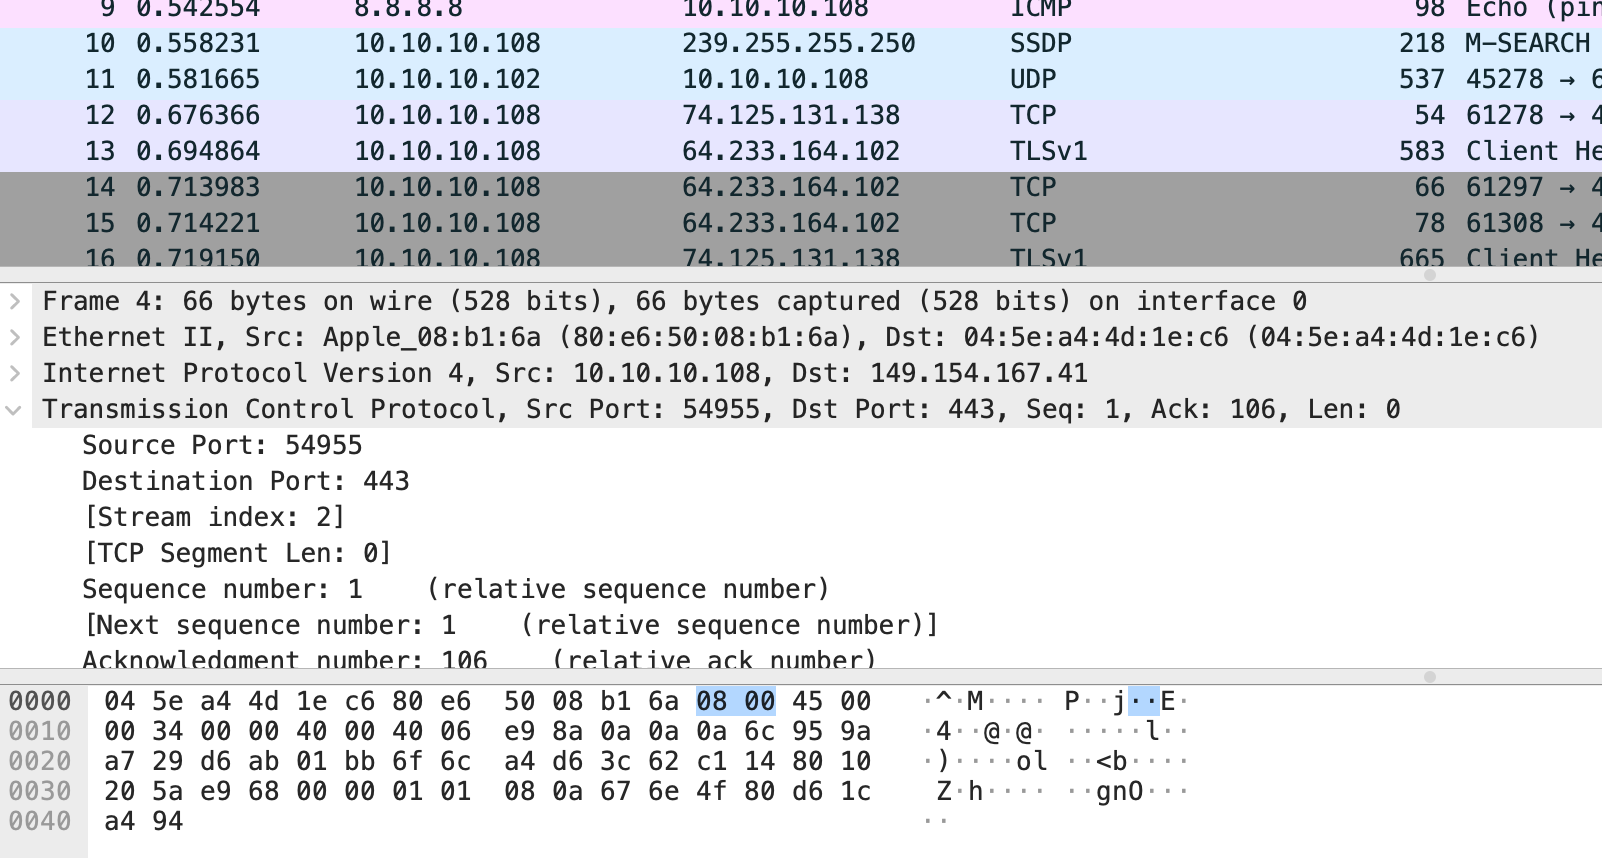 9 0.542554 8.8.8.8 10.10.10.108 ICMP 98 Echo (pin
10 0.558231 10.10.10.108 239.255.255.250 SSDP 218 M-SEARCH
11 0.581665 10.10.10.102 10.10.10.108 UDP 537 45278 → 6
12 0.676366 10.10.10.108 74.125.131.138 TCP 54 61278 → 4
13 0.694864 10.10.10.108 64.233.164.102 TLSv1 583 Client He
14 0.713983 10.10.10.108 64.233.164.102 TCP 66 61297 → 4
15 0.714221 10.10.10.108 64.233.164.102 TCP 78 61308 → 4
16 0.719150 10.10.10.108 74.125.131.138 TLSv1 665 Client He
Frame 4: 66 bytes on wire (528 bits), 66 bytes captured (528 bits) on interface 0
Ethernet II, Src: Apple_08:b1:6a (80:e6:50:08:b1:6a), Dst: 04:5e:a4:4d:1e:c6 (04:5e:a4:4d:1e:c6)
Internet Protocol Version 4, Src: 10.10.10.108, Dst: 149.154.167.41
Transmission Control Protocol, Src Port: 54955, Dst Port: 443, Seq: 1, Ack: 106, Len: 0
Source Port: 54955
Destination Port: 443
[Stream index: 2]
[TCP Segment Len: 0]
Sequence number: 1 (relative sequence number)
[Next sequence number: 1 (relative sequence number)]
Acknowledgment number: 106 (relative ack number)
0000 04 5e a4 4d 1e c6 80 e6 50 08 b1 6a 08 00 45 00 ·^·M···· P··j··E·
0010 00 34 00 00 40 00 40 06 e9 8a 0a 0a 0a 6c 95 9a ·4··@·@· ·····l··
0020 a7 29 d6 ab 01 bb 6f 6c a4 d6 3c 62 c1 14 80 10 ·)····ol ··<b····
0030 20 5a e9 68 00 00 01 01 08 0a 67 6e 4f 80 d6 1c Z·h···· ··gnO···
0040 a4 94 ··